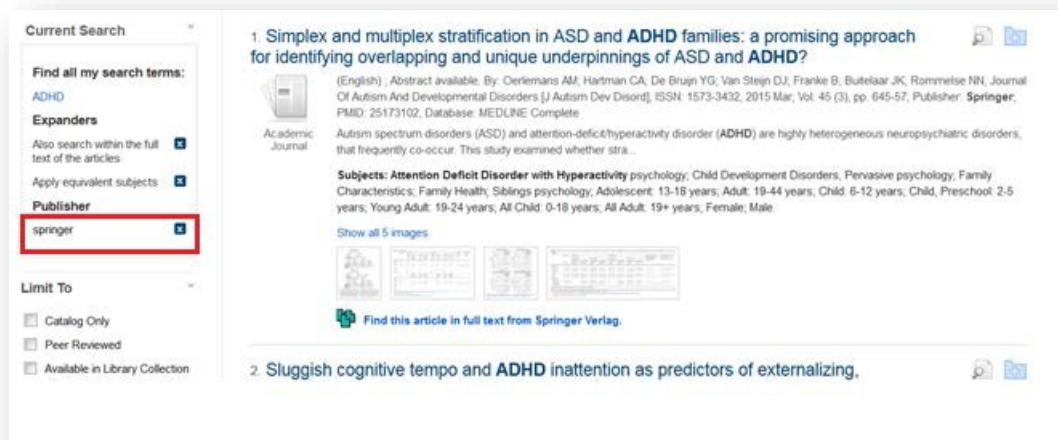 Current Search
Find all my search terms:
ADHD
Expanders
Also search within the full
text of the articles
Apply equivalent subjects
Publisher
springer
Limit To
Catalog Only
Peer Reviewed
Available in Library Collection
1. Simplex and multiplex stratification in ASD and ADHD families: a promising approach
for identifying overlapping and unique underpinnings of ASD and ADHD?
Academic
Journal
(English) ; Abstract available. By: Oerlemans AM, Hartman CA, De Bruijn YG, Van Steijn DJ, Franke B, Buitelaar JK, Rommelse NN, Journal
Of Autism And Developmental Disorders [J Autism Dev Disord], ISSN: 1573-3432, 2015 Mar; Vol. 45 (3), pp. 645-57; Publisher: Springer;
PMID: 25173102, Database: MEDLINE Complete
Autism spectrum disorders (ASD) and attention-deficit/hyperactivity disorder (ADHD) are highly heterogeneous neuropsychiatric disorders,
that frequently co-occur. This study examined whether stra...
Subjects: Attention Deficit Disorder with Hyperactivity psychology; Child Development Disorders, Pervasive psychology; Family
Characteristics; Family Health; Siblings psychology; Adolescent: 13-18 years; Adult: 19-44 years; Child: 6-12 years; Child, Preschool: 2-5
years; Young Adult: 19-24 years; All Child: 0-18 years; All Adult: 19+ years; Female; Male
Show all 5 images
Find this article in full text from Springer Verlag.
2. Sluggish cognitive tempo and ADHD inattention as predictors of externalizing,